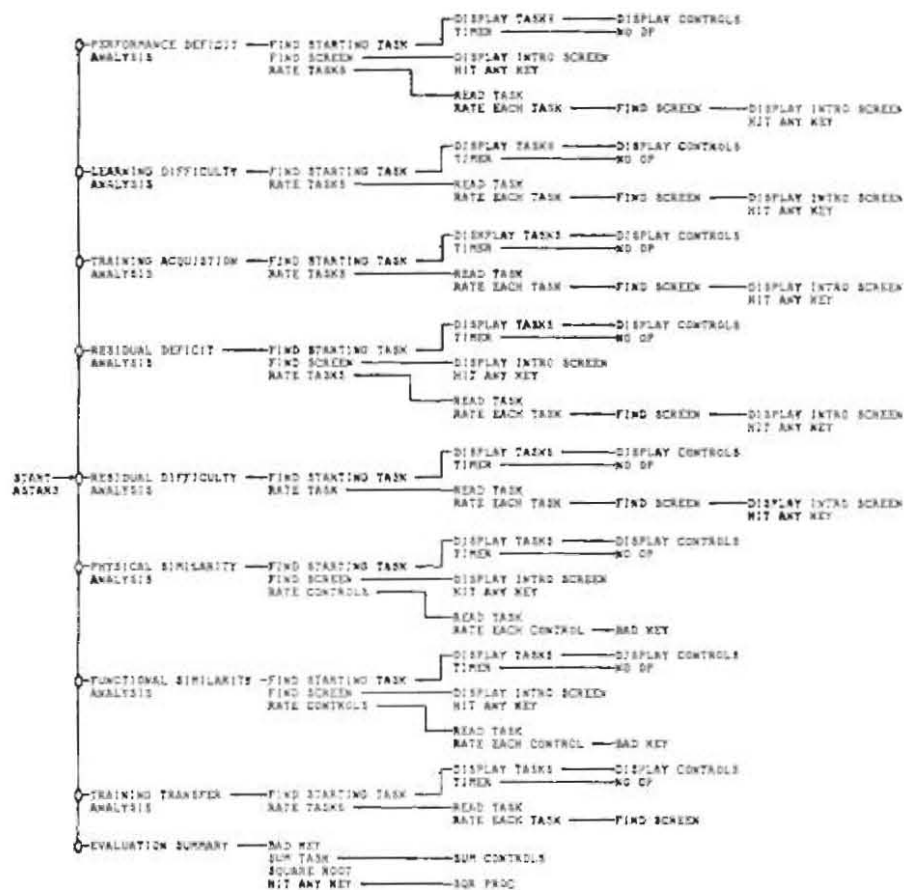 DISPLAY TASKS DISPLAY CONTROLS
TIMER NO OP
PERFORMANCE DEFICIT FIND STARTING TASK
ANALYSIS FIND SCREEN DISPLAY INTRO SCREEN
RATE TASKS HIT ANY KEY
READ TASK
RATE EACH TASK FIND SCREEN DISPLAY INTRO SCREEN
HIT ANY KEY
DISPLAY TASKS DISPLAY CONTROLS
LEARNING DIFFICULTY FIND STARTING TASK TIMER NO OP
ANALYSIS RATE TASKS READ TASK
RATE EACH TASK FIND SCREEN DISPLAY INTRO SCREEN
HIT ANY KEY
DISKPLAY TASKS DISPLAY CONTROLS
TIMER NO OP
TRAINING ACQUISTION FIND STARTING TASK
ANALYSIS RATE TASKS READ TASK
RATE EACH TASK FIND SCREEN DISPLAY INTRO SCREEN
HIT ANY KEY
DISPLAY TASKS DISPLAY CONTROLS
TIMER NO OP
RESIDUAL DEFICIT FIND STARTING TASK
ANALYSIS FIND SCREEN DISPLAY INTRO SCREEN
RATE TASKS HIT ANY KEY
READ TASK
RATE EACH TASK FIND SCREEN DISPLAY INTRO SCREEN
HIT ANY KEY
DISPLAY TASKS DISPLAY CONTROLS
TIMER NO OP
START RESIDUAL DIFFICULTY FIND STARTING TASK
ASTAR3 ANALYSIS RATE TASK READ TASK
RATE EACH TASK FIND SCREEN DISPLAY INTRO SCREEN
HIT ANY KEY
DISPLAY TASKS DISPLAY CONTROLS
TIMER NO OP
PHYSICAL SIMILARITY FIND STARTING TASK
ANALYSIS FIND SCREEN DISPLAY INTRO SCREEN
RATE CONTROLS HIT ANY KEY
READ TASK
RATE EACH CONTROL BAD KEY
DISPLAY TASKS DISPLAY CONTROLS
TIMER NO OP
FUNCTIONAL SIMILARITY FIND STARTING TASK
ANALYSIS FIND SCREEN DISPLAY INTRO SCREEN
RATE CONTROLS HIT ANY KEY
READ TASK
RATE EACH CONTROL BAD KEY
DISPLAY TASKS DISPLAY CONTROLS
TIMER NO OP
TRAINING TRANSFER FIND STARTING TASK
ANALYSIS RATE TASKS READ TASK
RATE EACH TASK FIND SCREEN
EVALUATION SUMMARY BAD KEY
SUM TASK SUM CONTROLS
SQUARE ROOT
HIT ANY KEY SQR PROC